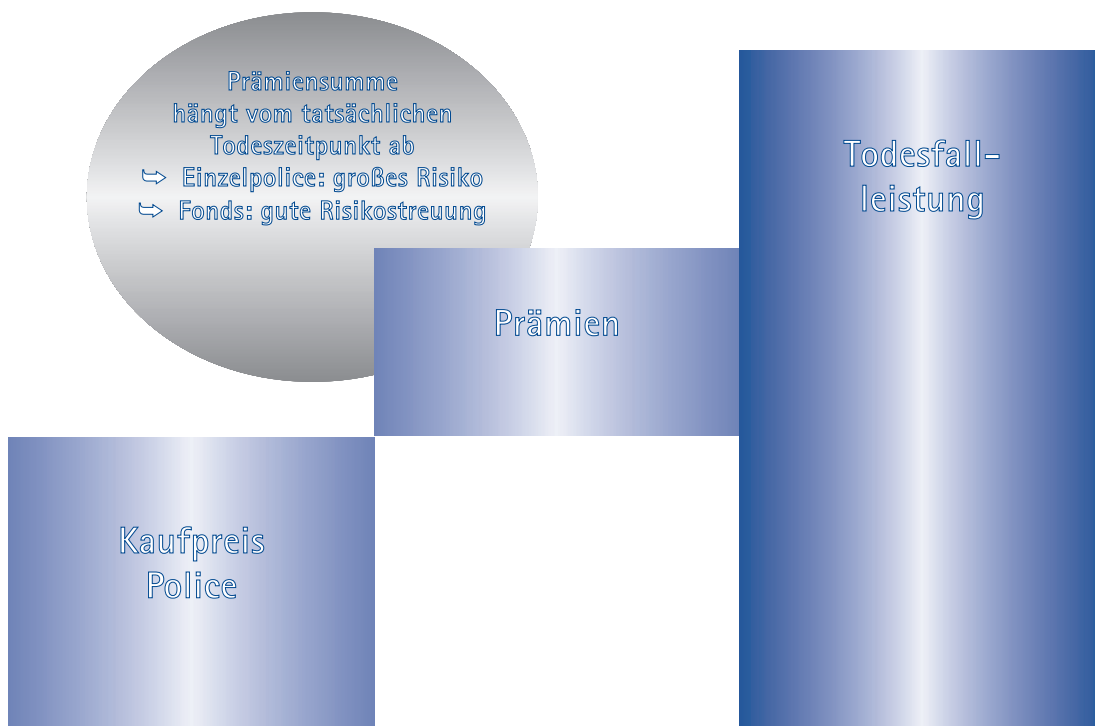 Prämiensumme
hängt vom tatsächlichen
Todeszeitpunkt ab
➯ Einzelpolice: großes Risiko
➯ Fonds: gute Risikostreuung
Todesfall-
leistung
Prämien
Kaufpreis
Police